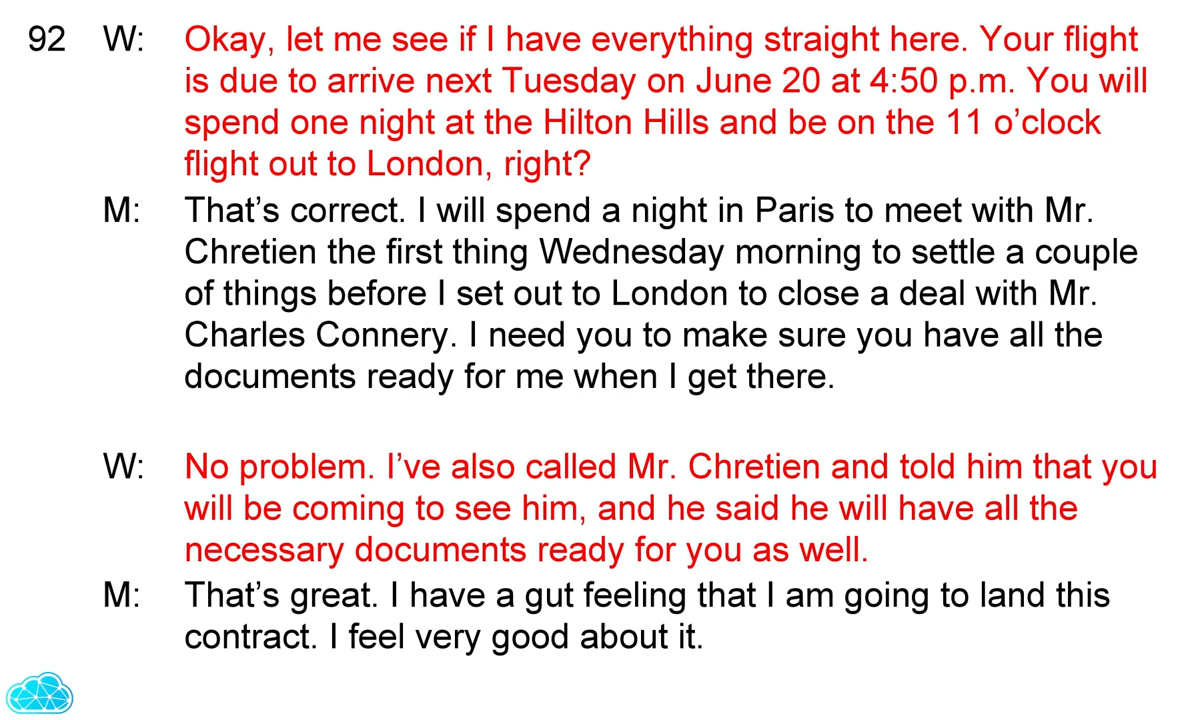 92 W: Okay, let me see if I have everything straight here. Your flight
is due to arrive next Tuesday on June 20 at 4:50 p.m. You will
spend one night at the Hilton Hills and be on the 11 o’clock
flight out to London, right?
M: That’s correct. I will spend a night in Paris to meet with Mr.
Chretien the first thing Wednesday morning to settle a couple
of things before I set out to London to close a deal with Mr.
Charles Connery. I need you to make sure you have all the
documents ready for me when I get there.
W: No problem. I’ve also called Mr. Chretien and told him that you
will be coming to see him, and he said he will have all the
necessary documents ready for you as well.
M: That’s great. I have a gut feeling that I am going to land this
contract. I feel very good about it.